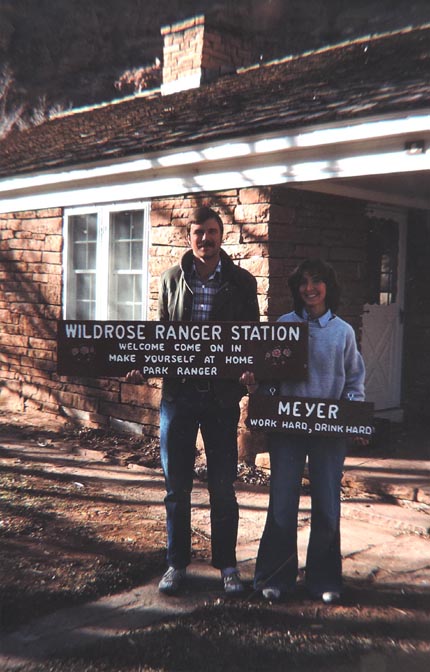 WILDROSE RANGER STATION
WELCOME COME ON IN
MAKE YOURSELF AT HOME
PARK RANGER
MEYER
WORK HARD, DRINK HARD